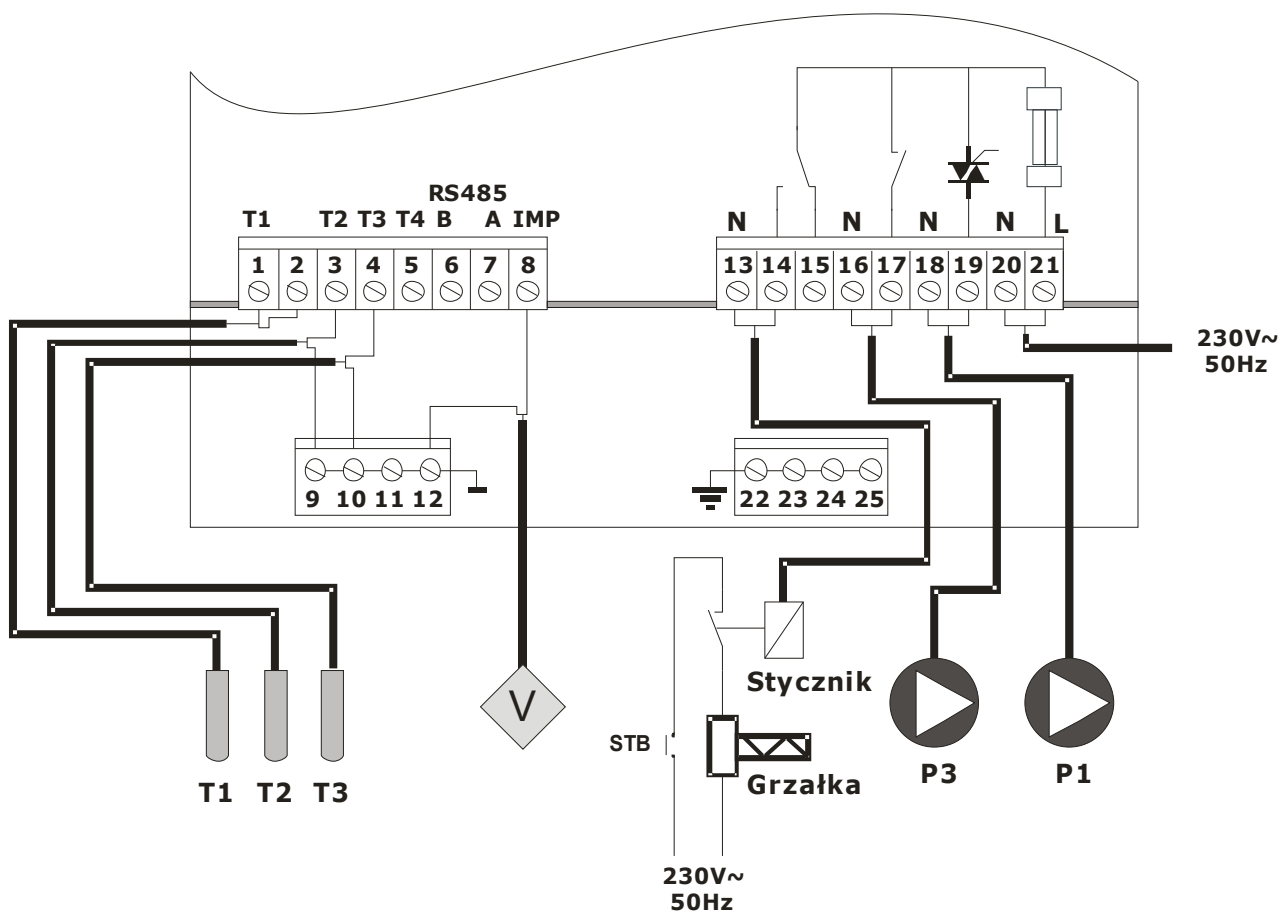 RS485
T1 T2 T3 T4 B A IMP
N N N N L
1 2 3 4 5 6 7 8
13 14 15 16 17 18 19 20 21
230V~
50Hz
9 10 11 12
22 23 24 25
Stycznik
V
STB
Grzałka
P3 P1
T1 T2 T3
230V~
50Hz